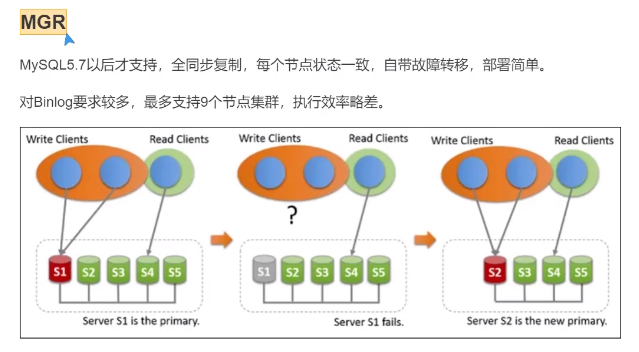 MGR
MySQL5.7以后才支持，全同步复制，每个节点状态一致，自带故障转移，部署简单。
对Binlog要求较多，最多支持9个节点集群，执行效率略差。
Write Clients Read Clients Write Clients Read Clients Write Clients Read Clients
?
S1 S2 S3 S4 S5 S1 S2 S3 S4 S5 S2 S3 S4 S5
Server S1 is the primary. Server S1 fails. Server S2 is the new primary.